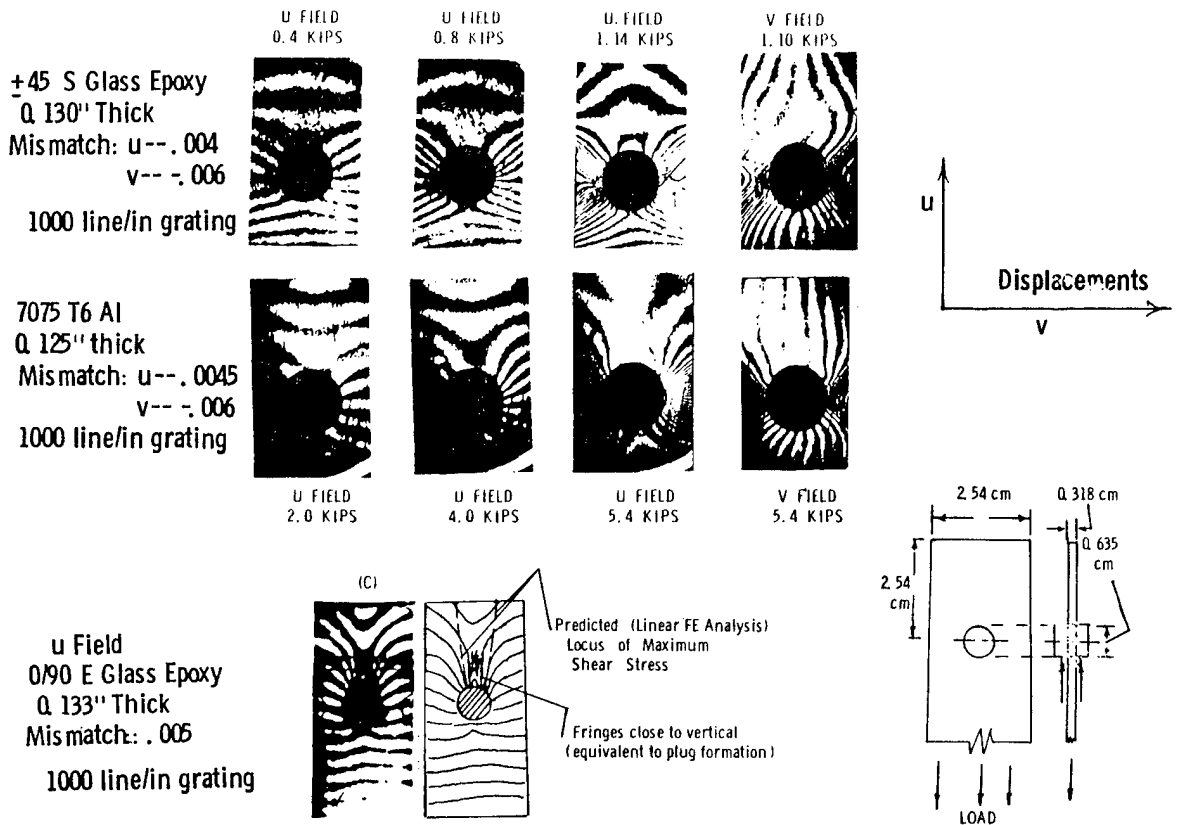 U FIELD
0.4 KIPS
U FIELD
0.8 KIPS
U. FIELD
1.14 KIPS
V FIELD
1.10 KIPS
±45 S Glass Epoxy
0.130" Thick
Mismatch: u--.004
v-- -.006
1000 line/in grating
u
Displacements
v
7075 T6 Al
0.125" thick
Mismatch: u--.0045
v-- -.006
1000 line/in grating
U FIELD
2.0 KIPS
U FIELD
4.0 KIPS
U FIELD
5.4 KIPS
V FIELD
5.4 KIPS
(C)
u Field
0/90 E Glass Epoxy
0.133" Thick
Mismatch: .005
1000 line/in grating
Predicted (Linear FE Analysis)
Locus of Maximum
Shear Stress
Fringes close to vertical
(equivalent to plug formation)
2.54 cm
0.318 cm
0.635
cm
2.54
cm
LOAD